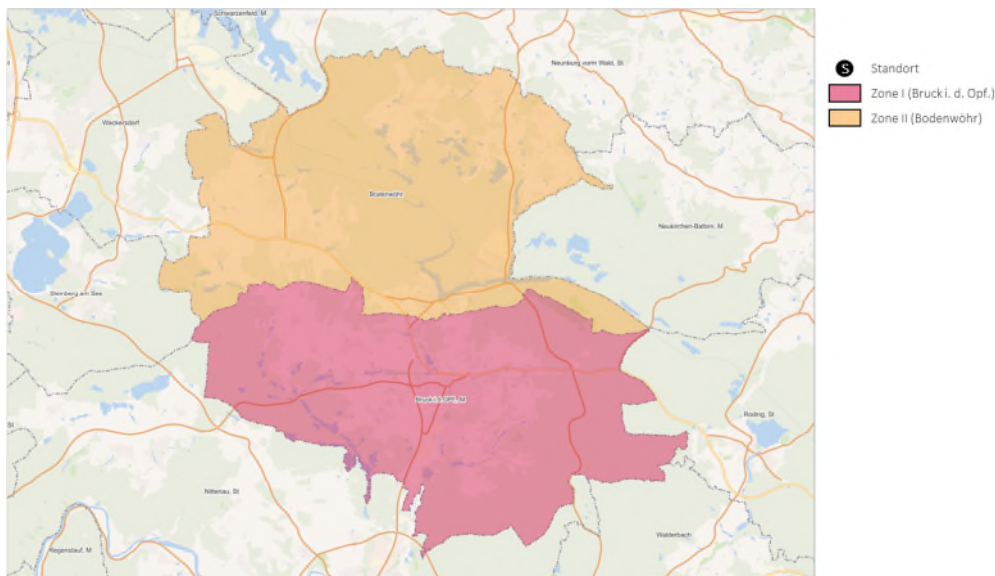 Schwarzenfeld, M
Neunburg vorm Wald, St
Wackersdorf
Bodenwöhr
Neukirchen-Balbini, M
Steinberg am See
Bruck i. d. OPf., M
Roding, St
St
Nittenau, St
Walderbach
Regenstauf, M
S Standort
Zone I (Bruck i. d. Opf.)
Zone II (Bodenwöhr)